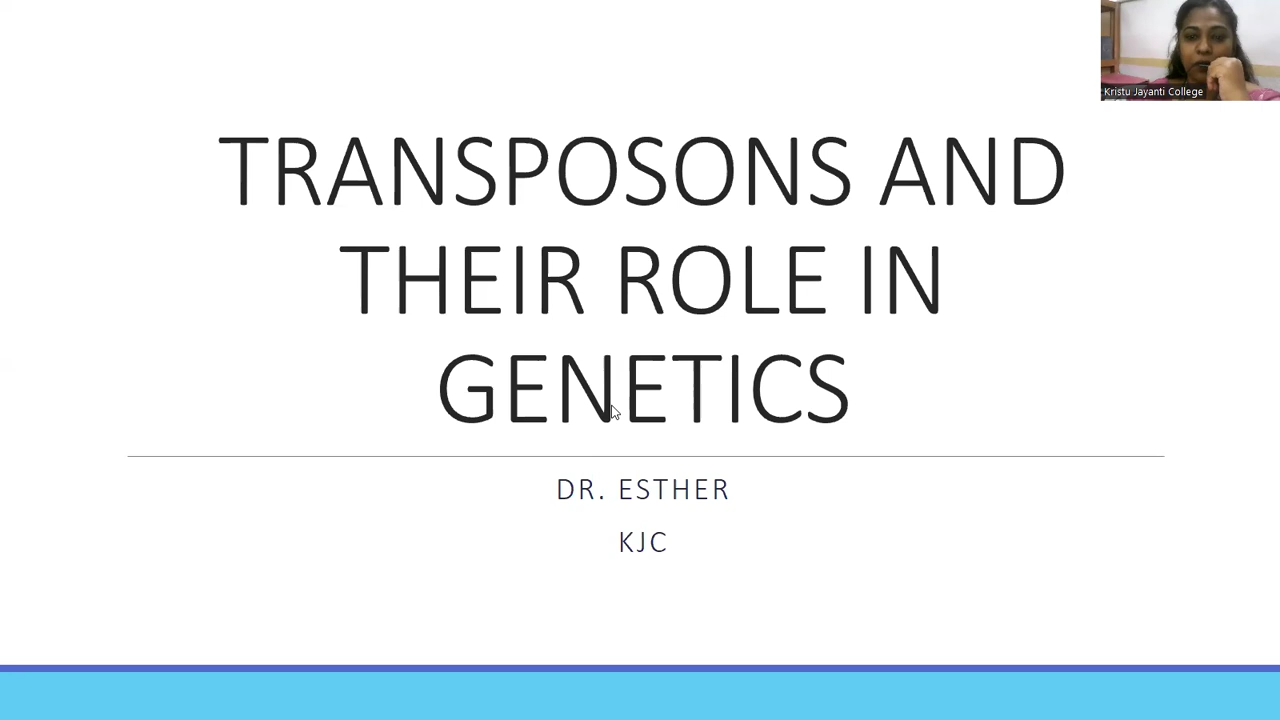 Kristu Jayanti College
TRANSPOSONS AND
THEIR ROLE IN
GENETICS
DR. ESTHER
KJC